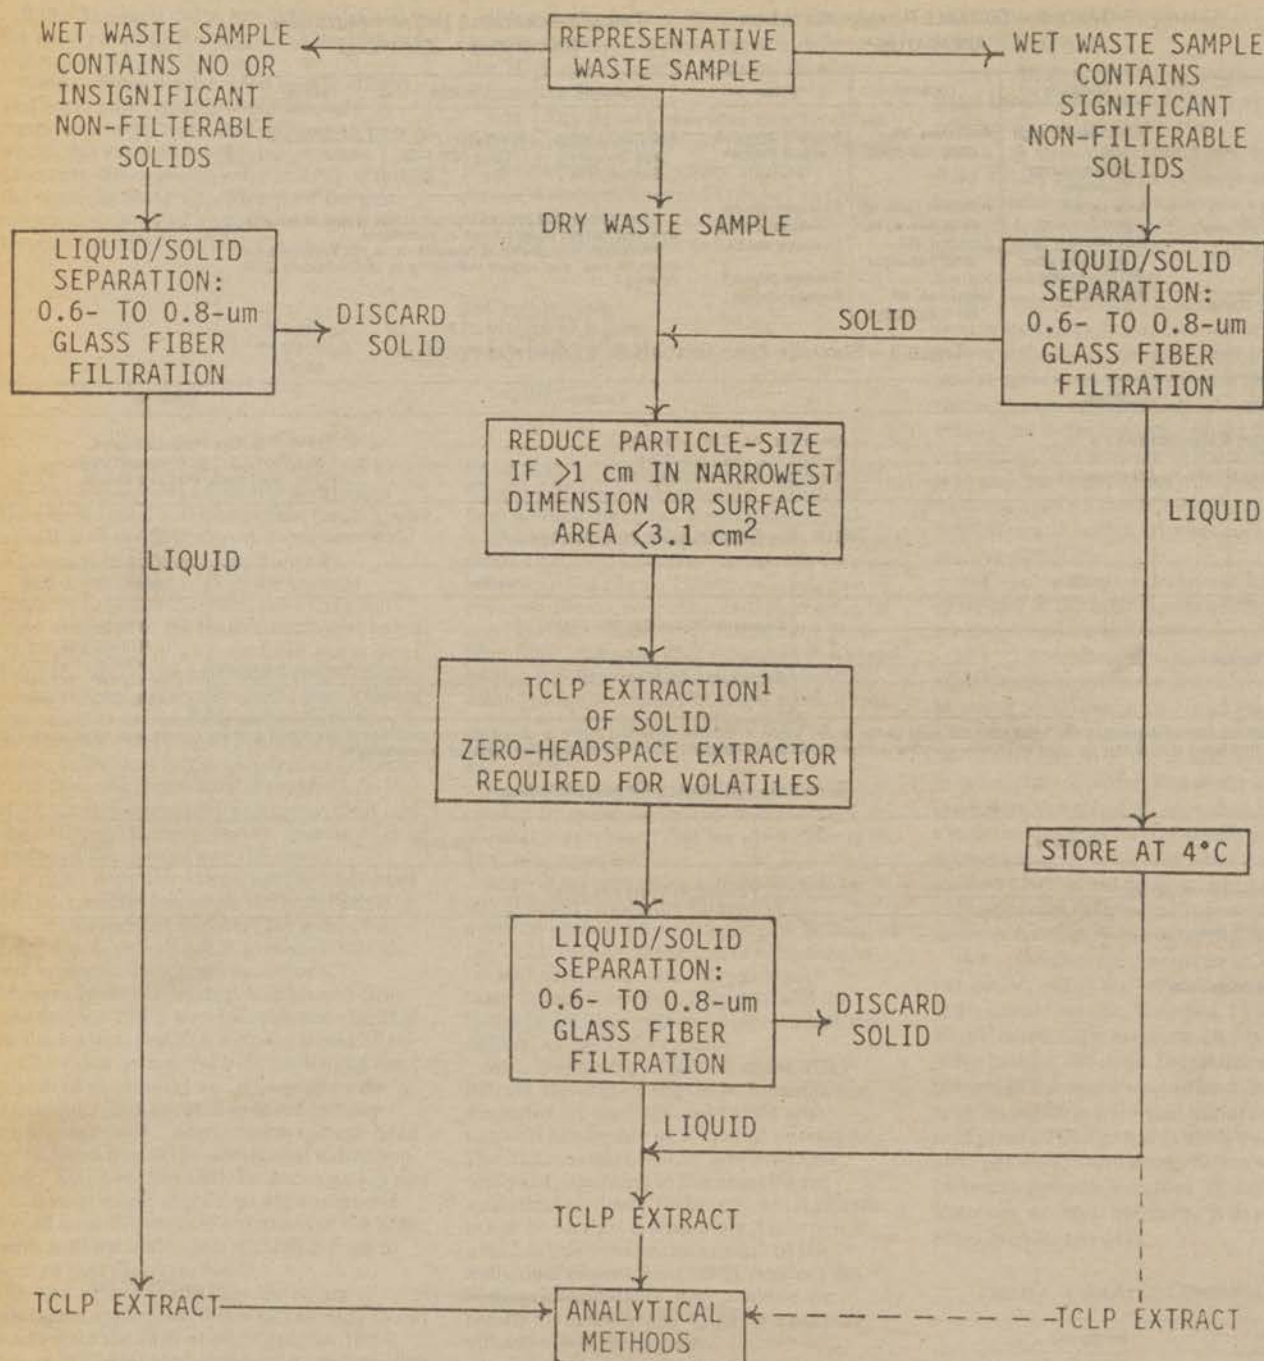 REPRESENTATIVE
WASTE SAMPLE
WET WASTE SAMPLE
CONTAINS NO OR
INSIGNIFICANT
NON-FILTERABLE
SOLIDS
WET WASTE SAMPLE
CONTAINS
SIGNIFICANT
NON-FILTERABLE
SOLIDS
DRY WASTE SAMPLE
LIQUID/SOLID
SEPARATION:
0.6- TO 0.8-um
GLASS FIBER
FILTRATION
DISCARD
SOLID
SOLID
LIQUID/SOLID
SEPARATION:
0.6- TO 0.8-um
GLASS FIBER
FILTRATION
REDUCE PARTICLE-SIZE
IF >1 cm IN NARROWEST
DIMENSION OR SURFACE
AREA <3.1 cm2
LIQUID
LIQUID
TCLP EXTRACTION1
OF SOLID
ZERO-HEADSPACE EXTRACTOR
REQUIRED FOR VOLATILES
STORE AT 4°C
LIQUID/SOLID
SEPARATION:
0.6- TO 0.8-um
GLASS FIBER
FILTRATION
DISCARD
SOLID
LIQUID
TCLP EXTRACT
TCLP EXTRACT
ANALYTICAL
METHODS
TCLP EXTRACT